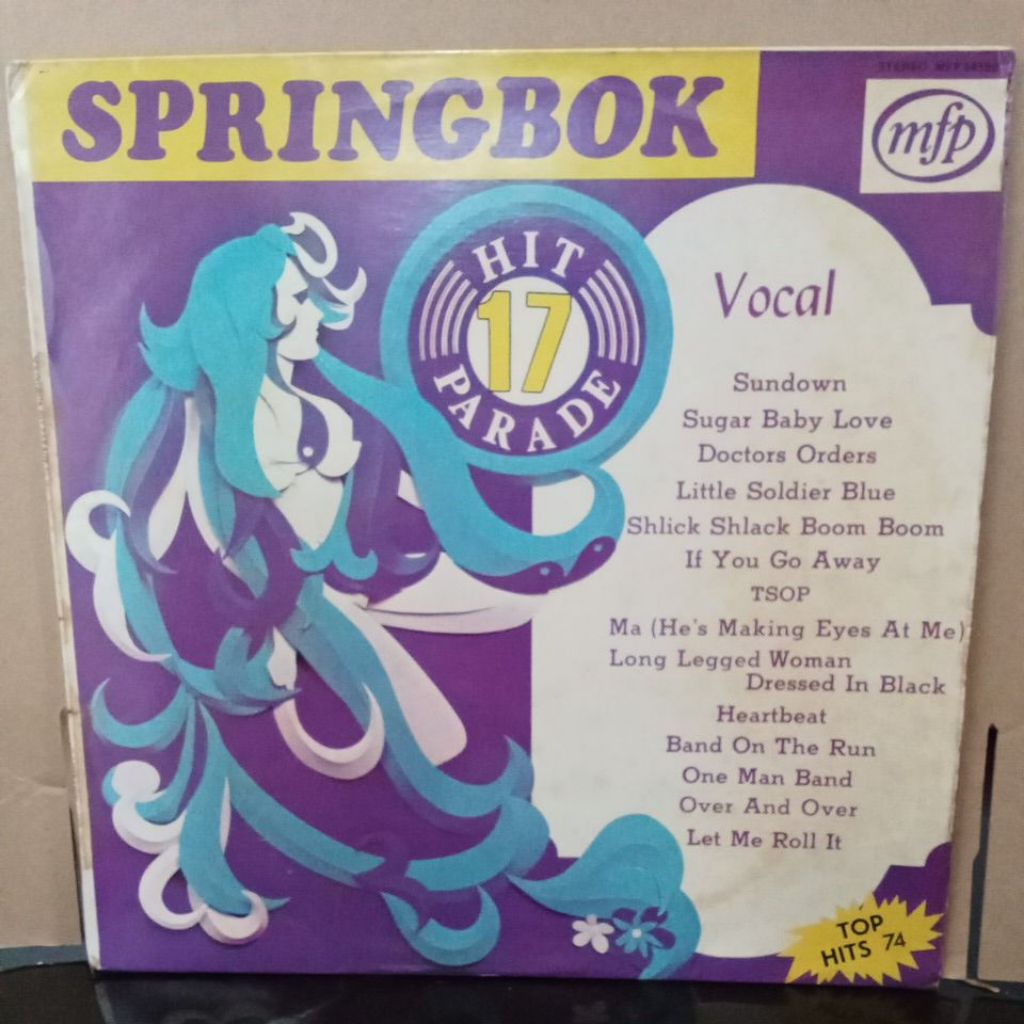 SPRINGBOK
STEREO MFP
mfp
HIT
17
PARADE
Vocal
Sundown
Sugar Baby Love
Doctors Orders
Little Soldier Blue
Shlick Shlack Boom Boom
If You Go Away
TSOP
Ma (He's Making Eyes At Me)
Long Legged Woman
Dressed In Black
Heartbeat
Band On The Run
One Man Band
Over And Over
Let Me Roll It
TOP
HITS 74